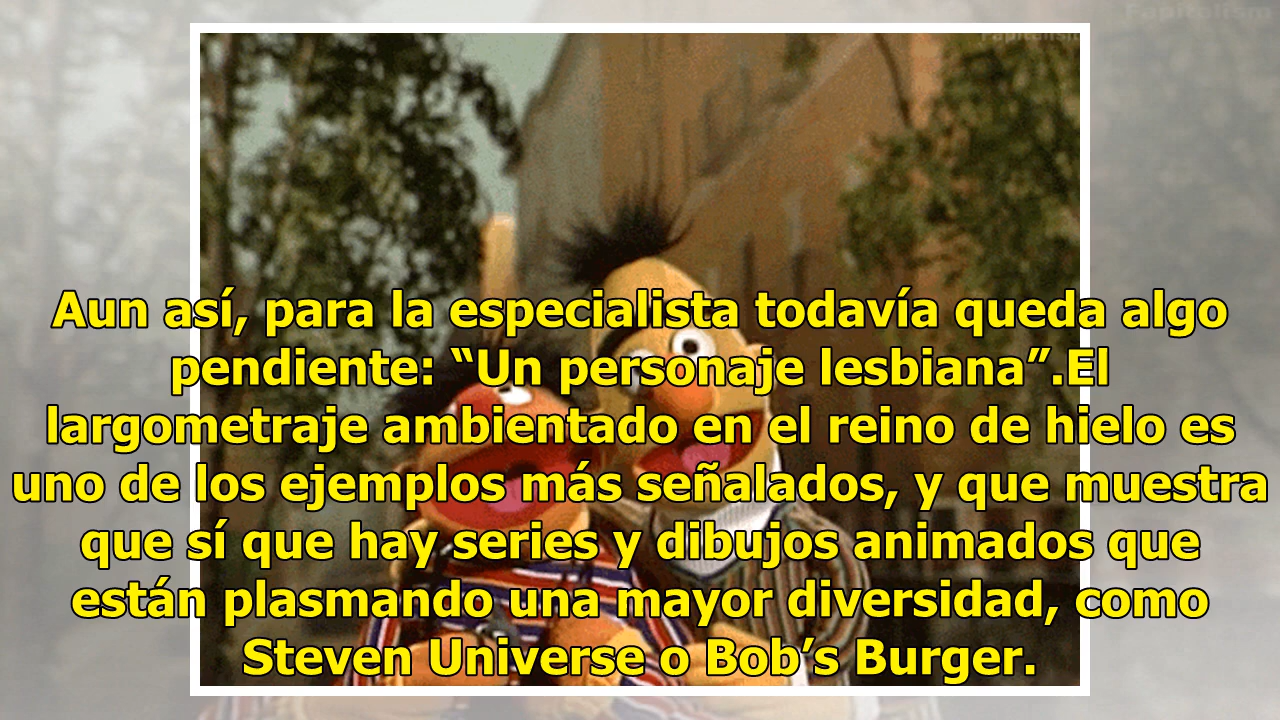 Fapitalism
Fapitalism
Aun así, para la especialista todavía queda algo
pendiente: “Un personaje lesbiana”.El
largometraje ambientado en el reino de hielo es
uno de los ejemplos más señalados, y que muestra
que sí que hay series y dibujos animados que
están plasmando una mayor diversidad, como
Steven Universe o Bob’s Burger.